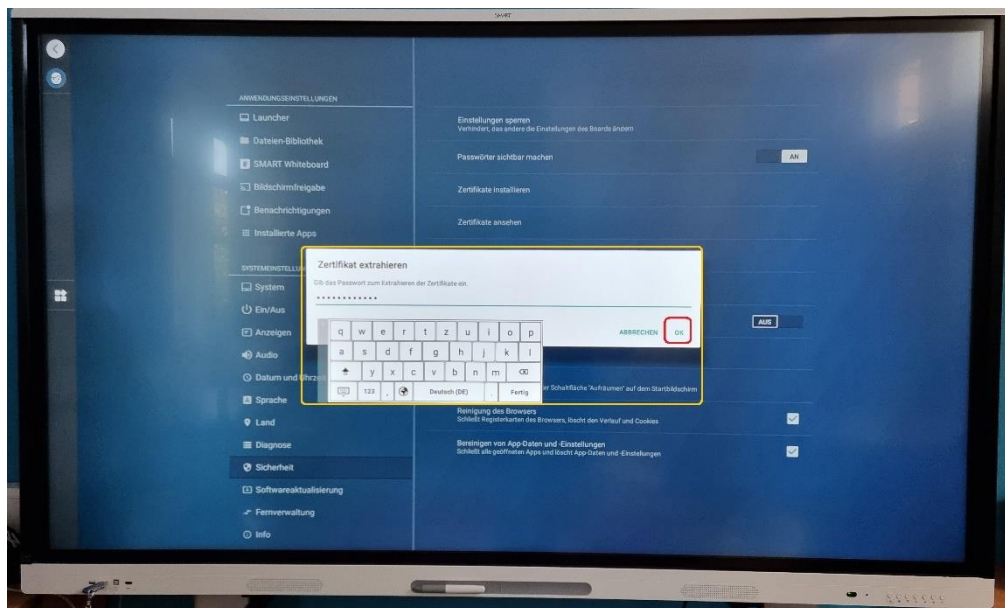 SMART
ANWENDUNGSEINSTELLUNGEN
Launcher
Dateien-Bibliothek
SMART Whiteboard
Bildschirmfreigabe
Benachrichtigungen
Installierte Apps
SYSTEMEINSTELLU
System
Ein/Aus
Anzeigen
Audio
Datum und Uhrzeit
Sprache
Land
Diagnose
Sicherheit
Softwareaktualisierung
Fernverwaltung
Info
Einstellungen sperren
Verhindert, das andere die Einstellungen des Boards ändern
Passwörter sichtbar machen
AN
Zertifikate installieren
Zertifikate ansehen
Zertifikat extrahieren
Gib das Passwort zum Extrahieren der Zertifikate ein.
••••••••••••
ABBRECHEN OK
q w e r t z u i o p
a s d f g h j k l
y x c v b n m
123 , Deutsch (DE) . Fertig
AUS
er Schaltfläche "Aufräumen" auf dem Startbildschirm
Reinigung des Browsers
Schließt Registerkarten des Browsers, löscht den Verlauf und Cookies
Bereinigen von App-Daten und -Einstellungen
Schließt alle geöffneten Apps und löscht App-Daten und -Einstellungen